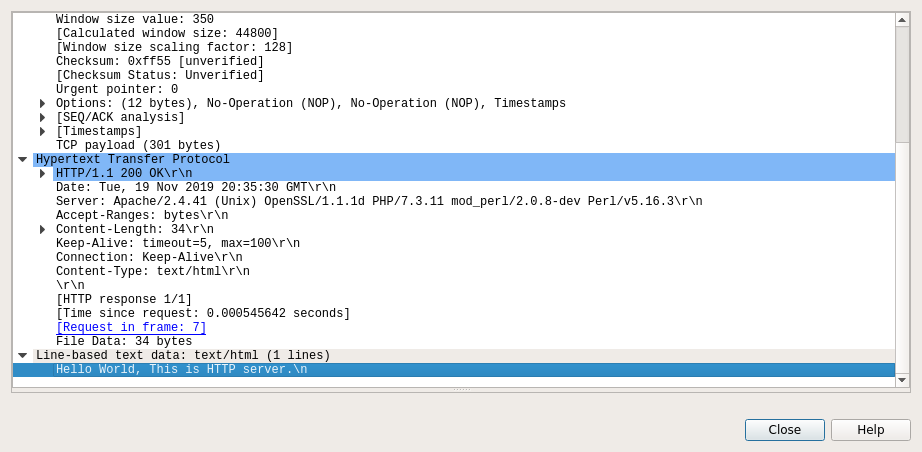 Window size value: 350
[Calculated window size: 44800]
[Window size scaling factor: 128]
Checksum: 0xff55 [unverified]
[Checksum Status: Unverified]
Urgent pointer: 0
Options: (12 bytes), No-Operation (NOP), No-Operation (NOP), Timestamps
[SEQ/ACK analysis]
[Timestamps]
TCP payload (301 bytes)
Hypertext Transfer Protocol
HTTP/1.1 200 OK\r\n
Date: Tue, 19 Nov 2019 20:35:30 GMT\r\n
Server: Apache/2.4.41 (Unix) OpenSSL/1.1.1d PHP/7.3.11 mod_perl/2.0.8-dev Perl/v5.16.3\r\n
Accept-Ranges: bytes\r\n
Content-Length: 34\r\n
Keep-Alive: timeout=5, max=100\r\n
Connection: Keep-Alive\r\n
Content-Type: text/html\r\n
\r\n
[HTTP response 1/1]
[Time since request: 0.000545642 seconds]
[Request in frame: 7]
File Data: 34 bytes
Line-based text data: text/html (1 lines)
Hello World, This is HTTP server.\n
Close
Help